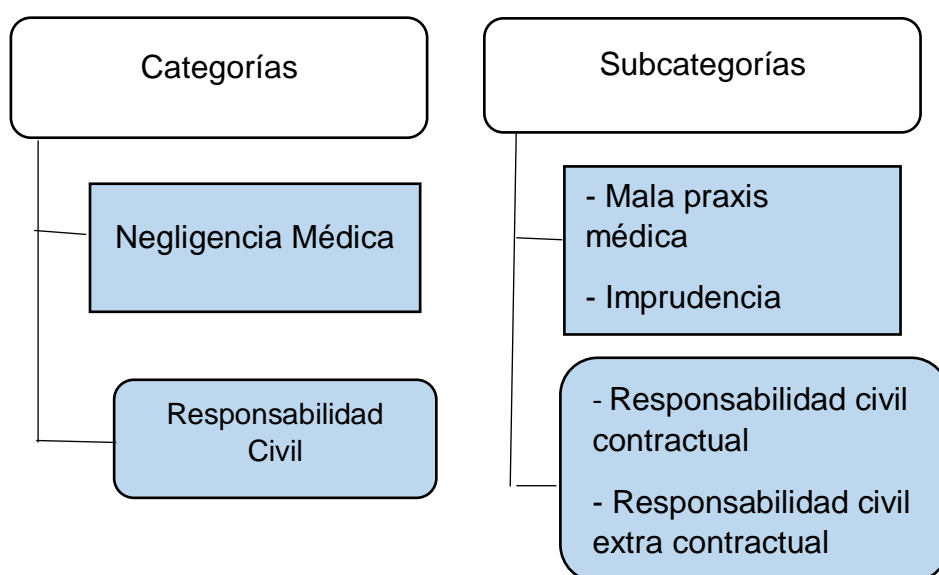 Categorías
Negligencia Médica
Responsabilidad
Civil
Subcategorías
- Mala praxis
médica
- Imprudencia
- Responsabilidad civil
contractual
- Responsabilidad civil
extra contractual